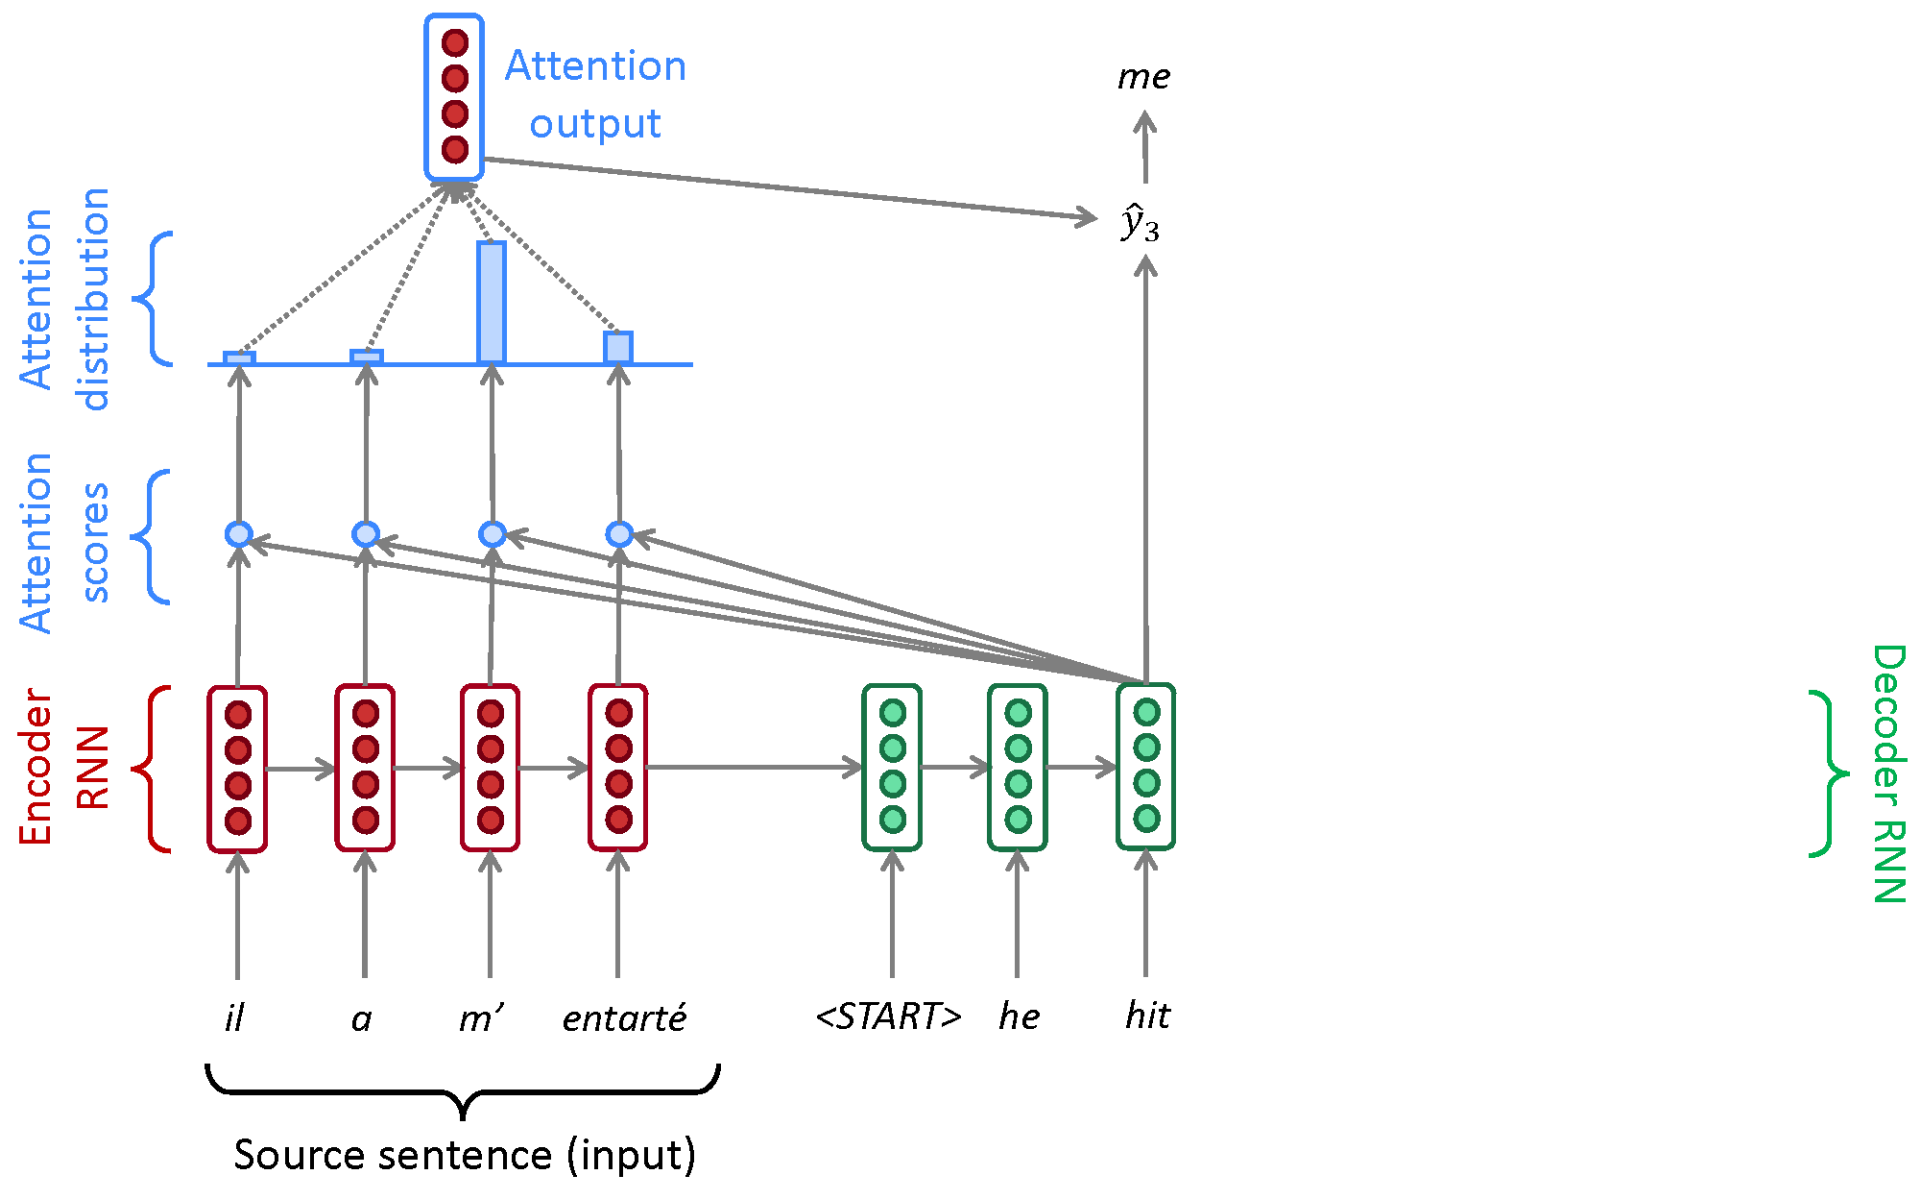 Attention
output
me
Attention
distribution
ŷ₃
Attention
scores
Encoder
RNN
Decoder RNN
il a m’ entarté <START> he hit
Source sentence (input)